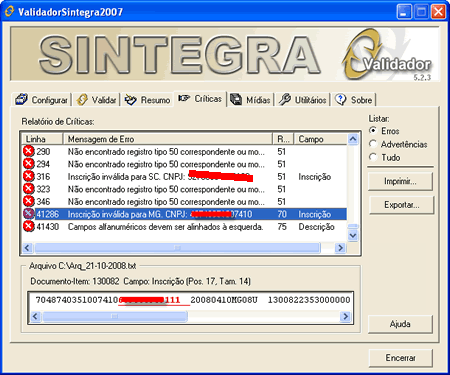 ValidadorSintegra2007
SINTEGRA
Validador
5.2.3
Configurar Validar Resumo Críticas Mídias Utilitários Sobre
Relatório de Críticas:
Linha Mensagem de Erro R... Campo
290 Não encontrado registro tipo 50 correspondente ou mo... 51
294 Não encontrado registro tipo 50 correspondente ou mo... 51
316 Inscrição inválida para SC. CNPJ: 51 Inscrição
323 Não encontrado registro tipo 50 correspondente ou mo... 51
346 Não encontrado registro tipo 50 correspondente ou mo... 51
41286 Inscrição inválida para MG. CNPJ: 07410 70 Inscrição
41430 Campos alfanuméricos devem ser alinhados à esquerda. 75 Descrição
Listar:
Erros
Advertências
Tudo
Imprimir...
Exportar...
Arquivo C:\Arq_21-10-2008.txt
Documento-Item: 130082 Campo: Inscrição (Pos. 17, Tam. 14)
7048740351007410 111 20080410MG08U 1300822353000000
Ajuda
Encerrar